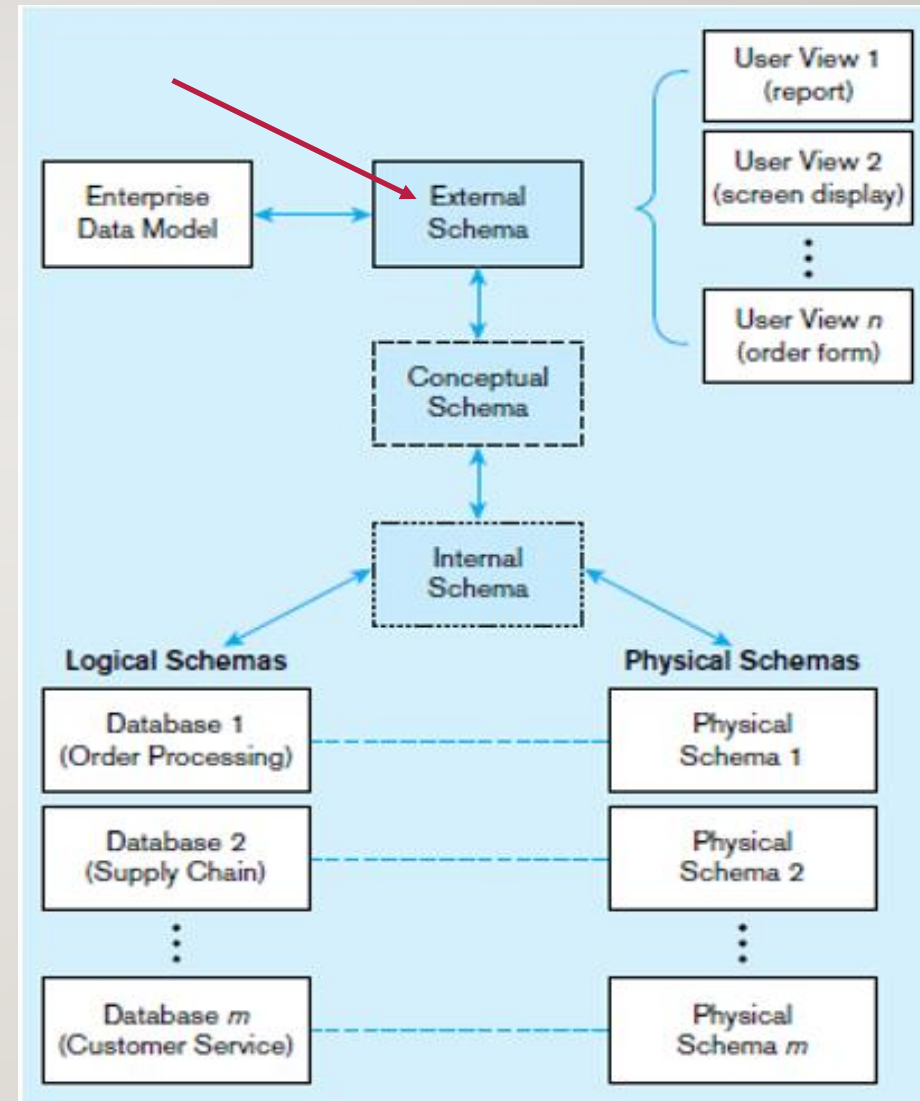 User View 1
(report)
User View 2
(screen display)
User View n
(order form)
Enterprise
Data Model
External
Schema
Conceptual
Schema
Internal
Schema
Logical Schemas
Physical Schemas
Database 1
(Order Processing)
Physical
Schema 1
Database 2
(Supply Chain)
Physical
Schema 2
Database m
(Customer Service)
Physical
Schema m